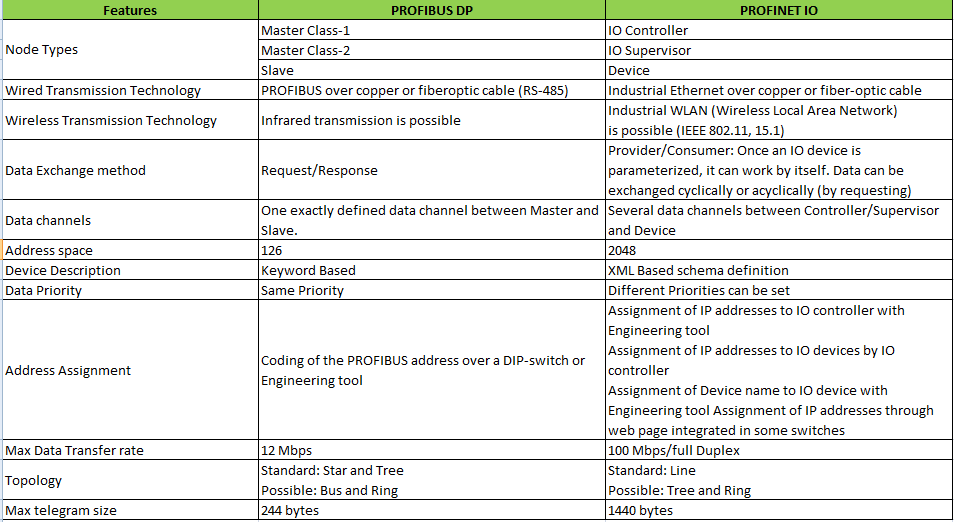 Features PROFIBUS DP PROFINET IO
Node Types
Master Class-1 IO Controller
Master Class-2 IO Supervisor
Slave Device
Wired Transmission Technology PROFIBUS over copper or fiberoptic cable (RS-485) Industrial Ethernet over copper or fiber-optic cable
Wireless Transmission Technology Infrared transmission is possible
Industrial WLAN (Wireless Local Area Network)
is possible (IEEE 802.11, 15.1)
Data Exchange method Request/Response
Provider/Consumer: Once an IO device is
parameterized, it can work by itself. Data can be
exchanged cyclically or acyclically (by requesting)
Data channels
One exactly defined data channel between Master and
Slave.
Several data channels between Controller/Supervisor
and Device
Address space 126 2048
Device Description Keyword Based XML Based schema definition
Data Priority Same Priority Different Priorities can be set
Address Assignment
Coding of the PROFIBUS address over a DIP-switch or
Engineering tool
Assignment of IP addresses to IO controller with
Engineering tool
Assignment of IP addresses to IO devices by IO
controller
Assignment of Device name to IO device with
Engineering tool Assignment of IP addresses through
web page integrated in some switches
Max Data Transfer rate 12 Mbps 100 Mbps/full Duplex
Topology
Standard: Star and Tree
Possible: Bus and Ring
Standard: Line
Possible: Tree and Ring
Max telegram size 244 bytes 1440 bytes